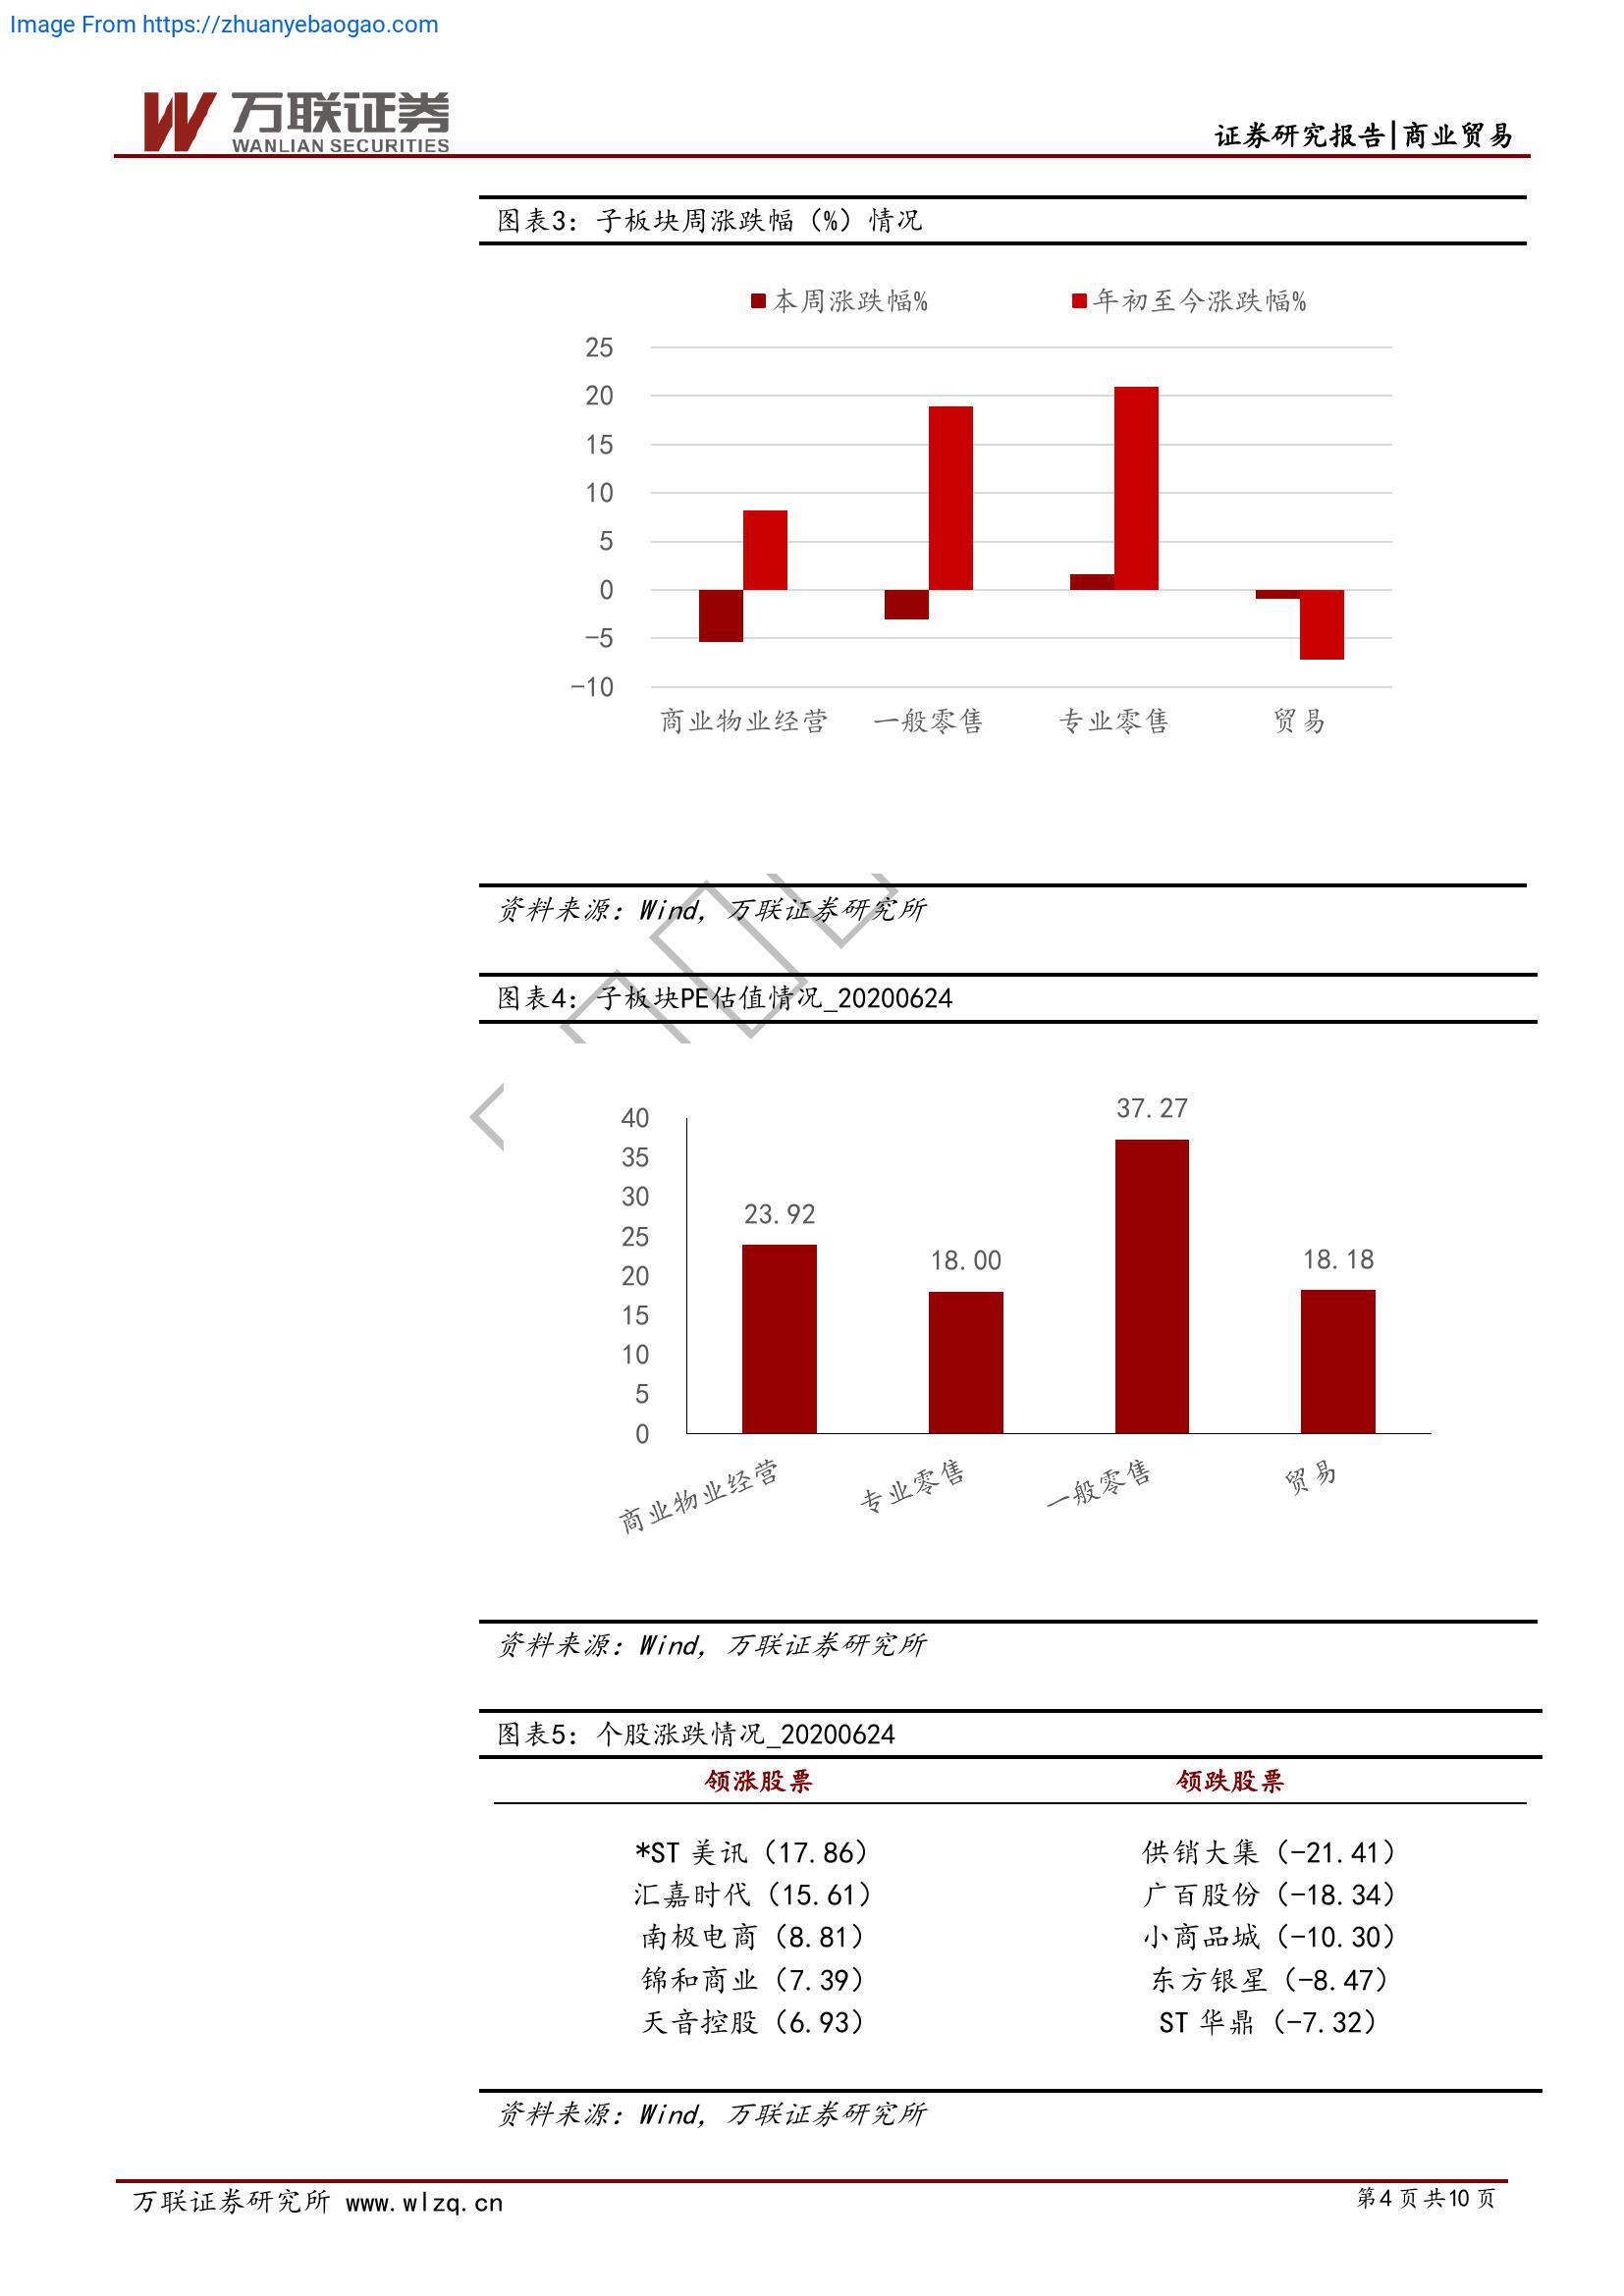 Image From https://zhuanyebaogao.com
万联证券
WANLIAN SECURITIES
证券研究报告|商业贸易
图表3：子板块周涨跌幅（%）情况
本周涨跌幅% 年初至今涨跌幅%
25
20
15
10
5
0
-5
-10
商业物业经营 一般零售 专业零售 贸易
资料来源：Wind，万联证券研究所
图表4：子板块PE估值情况_20200624
40
35
30
25
20
15
10
5
0
23.92
18.00
37.27
18.18
商业物业经营 专业零售 一般零售 贸易
资料来源：Wind，万联证券研究所
图表5：个股涨跌情况_20200624
领涨股票 领跌股票
*ST 美讯（17.86） 供销大集（-21.41）
汇嘉时代（15.61） 广百股份（-18.34）
南极电商（8.81） 小商品城（-10.30）
锦和商业（7.39） 东方银星（-8.47）
天音控股（6.93） ST 华鼎（-7.32）
资料来源：Wind，万联证券研究所
万联证券研究所 www.wlzq.cn 第4页共10页